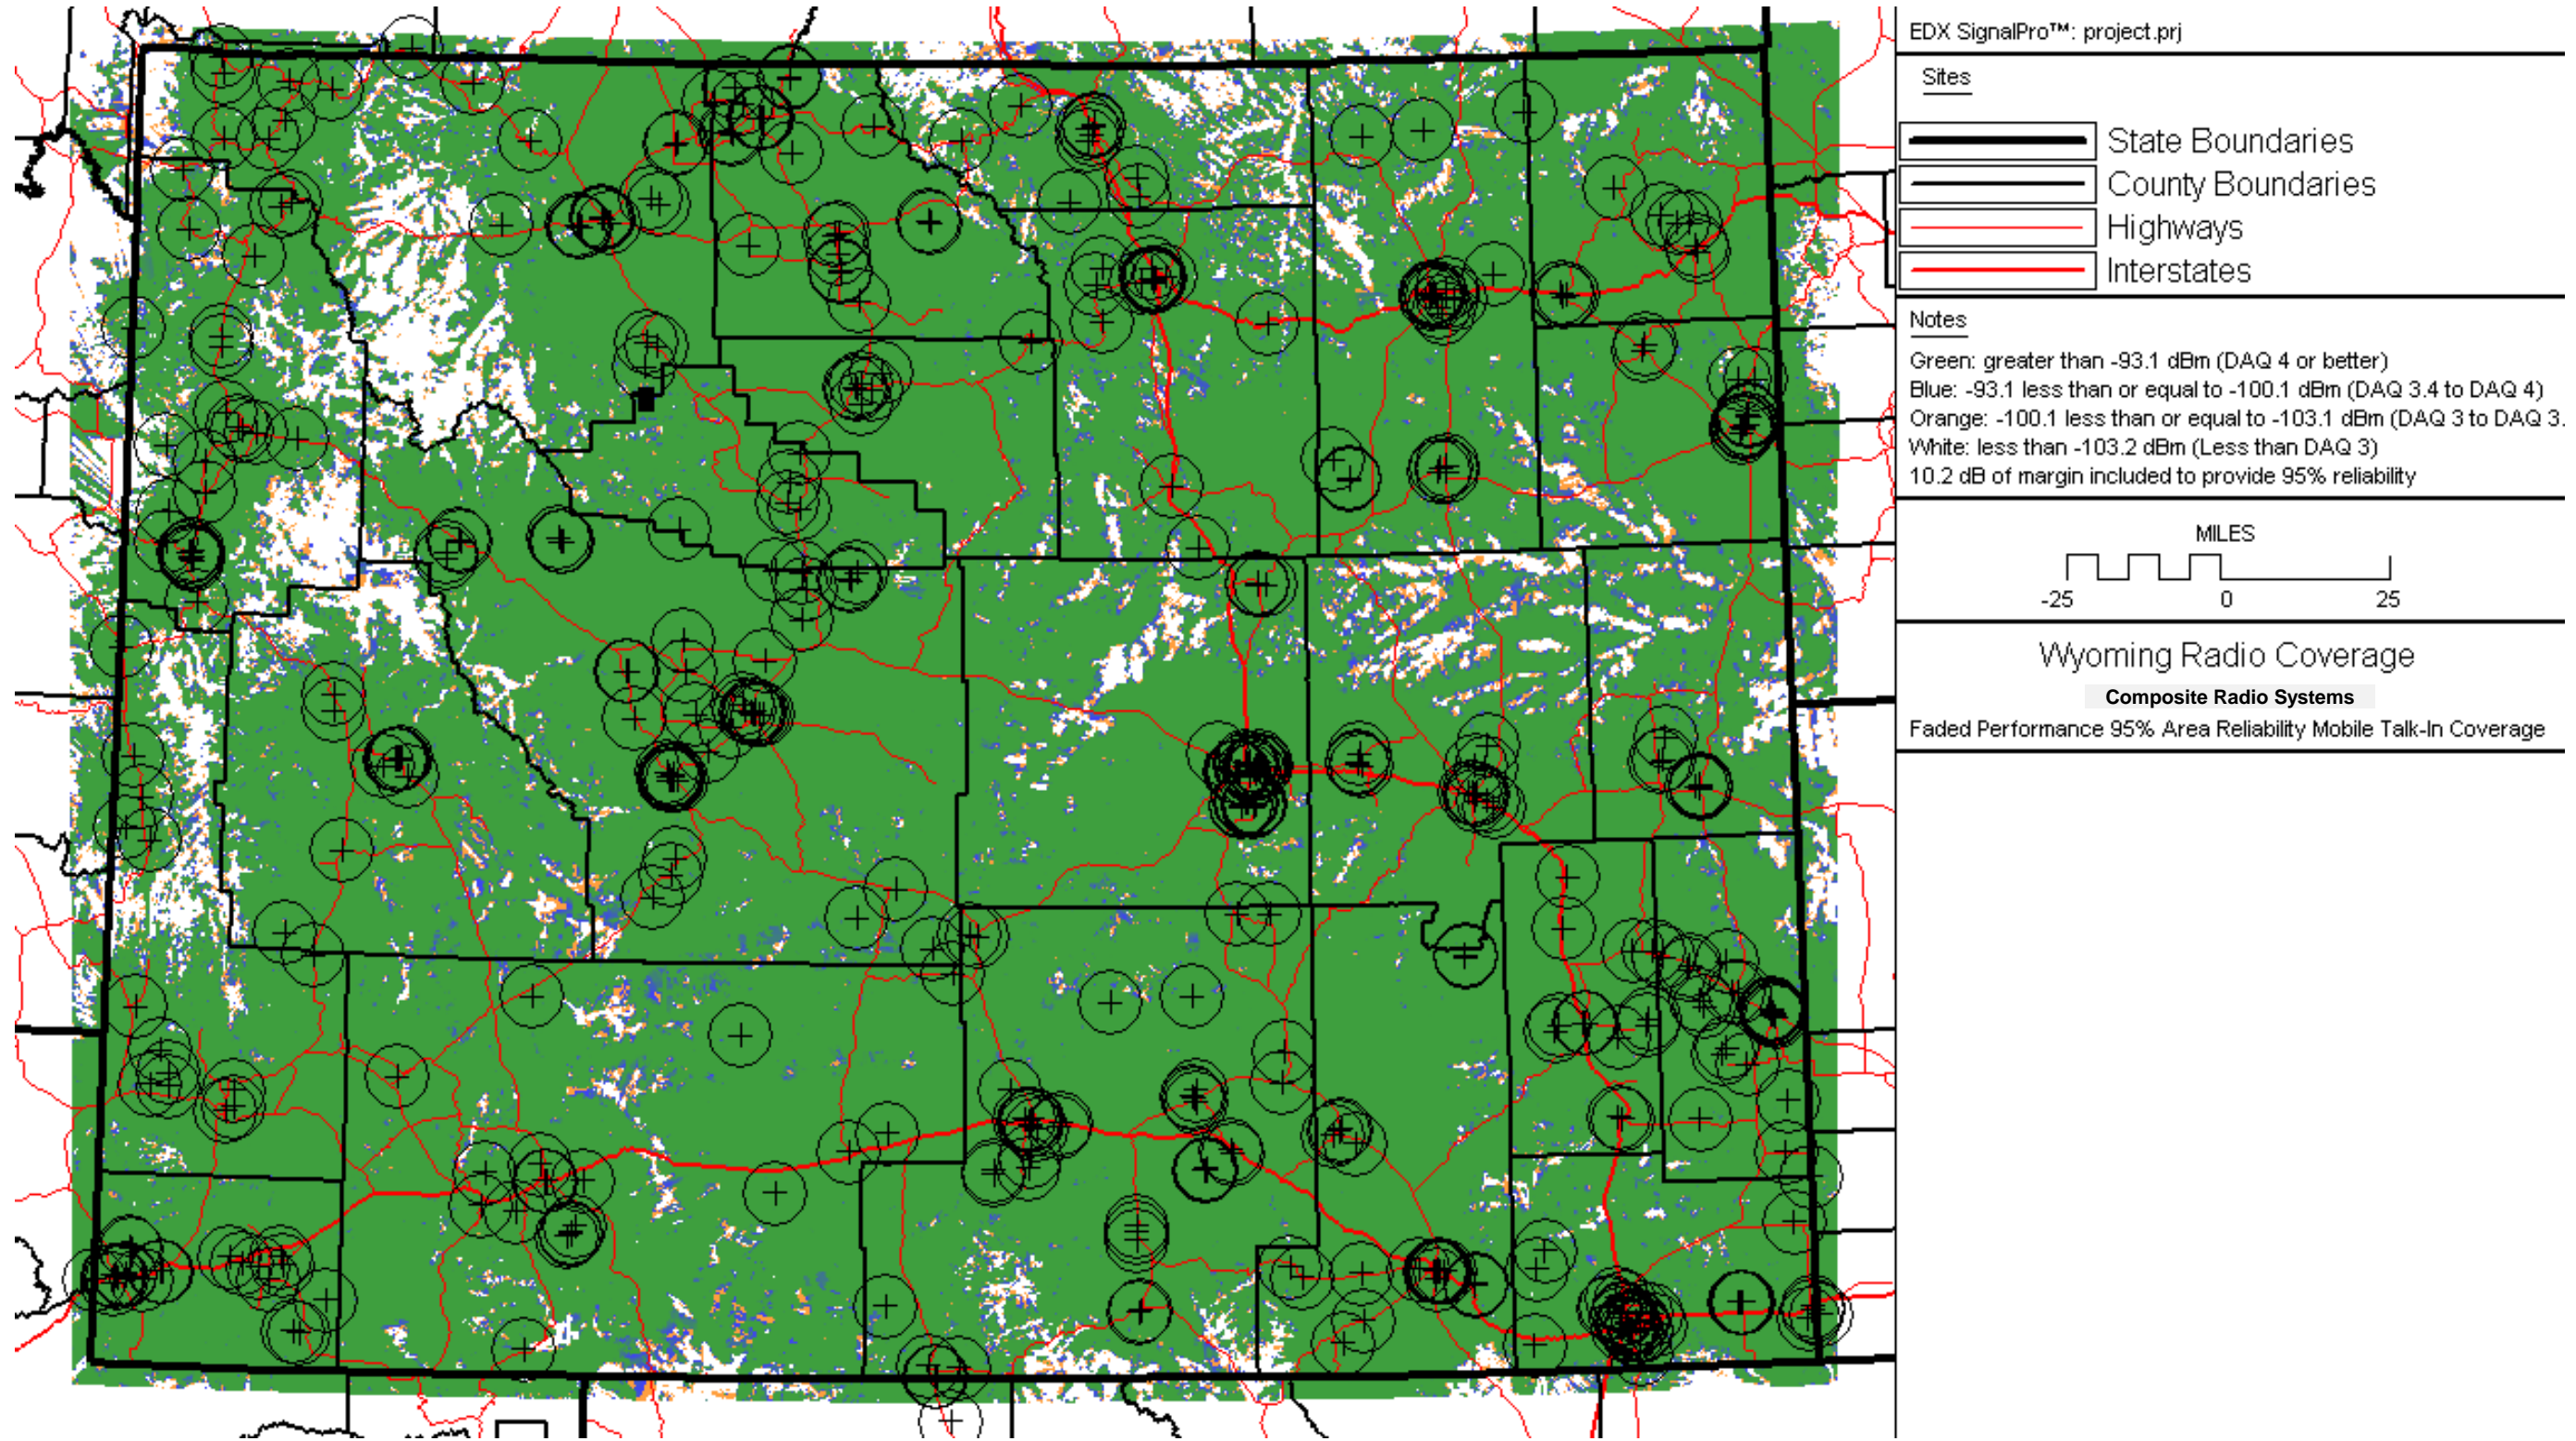 EDX SignalPro™: project.prj
Sites
State Boundaries
County Boundaries
Highways
Interstates
Notes
Green: greater than -93.1 dBm (DAQ 4 or better)
Blue: -93.1 less than or equal to -100.1 dBm (DAQ 3.4 to DAQ 4)
Orange: -100.1 less than or equal to -103.1 dBm (DAQ 3 to DAQ 3.
White: less than -103.2 dBm (Less than DAQ 3)
10.2 dB of margin included to provide 95% reliability
MILES
-25 0 25
Wyoming Radio Coverage
Composite Radio Systems
Faded Performance 95% Area Reliability Mobile Talk-In Coverage